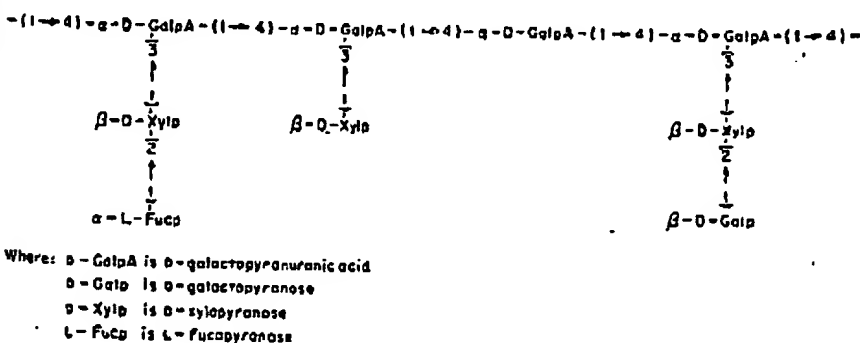 -(1→4)-α-D-GalpA-(1→4)-α-D-GalpA-(1→4)-α-D-GalpA-(1→4)-α-D-GalpA-(1→4)-
3 3 3
1 1 1
β-D-Xylp β-D-Xylp β-D-Xylp
2 2
1 1
α-L-Fucp β-D-Galp
Where: D-GalpA is D-galactopyranuranic acid
D-Galp is D-galactopyranose
D-Xylp is D-xylopyranose
L-Fucp is L-fucopyranose